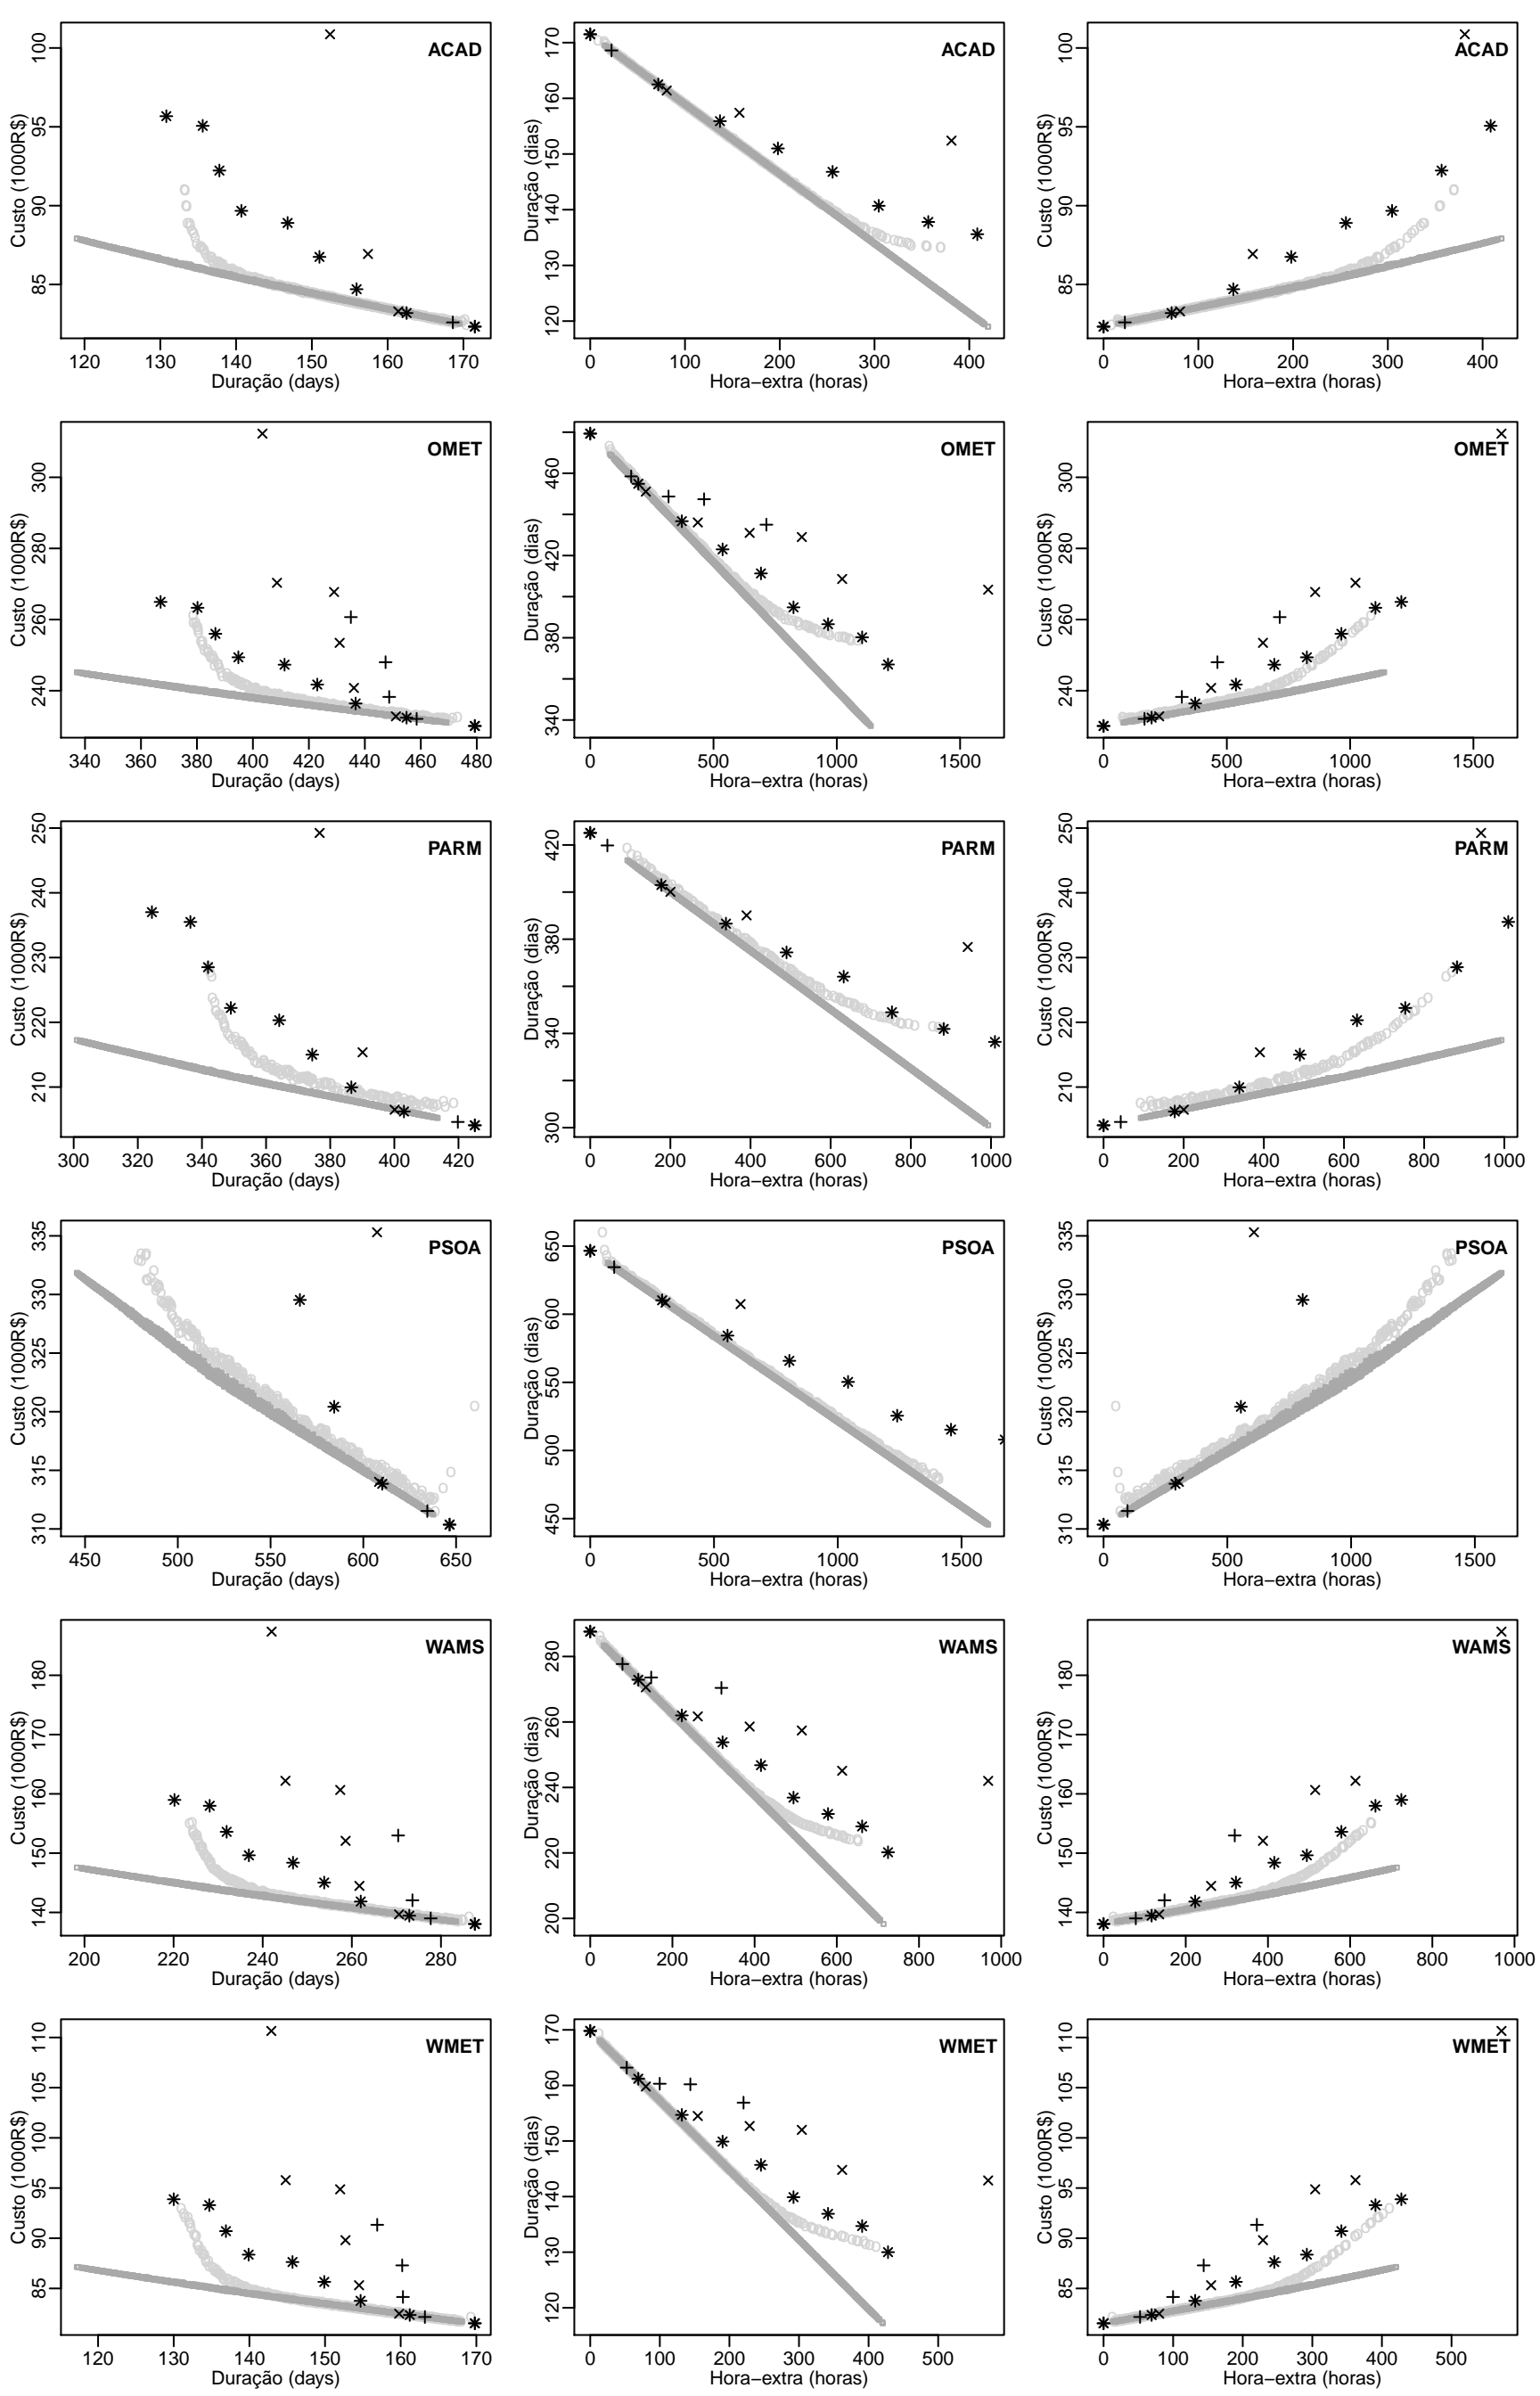 ACAD
Custo (1000R$)
85 90 95 100
120 130 140 150 160 170
Duração (days)
ACAD
Duração (dias)
120 130 140 150 160 170
0 100 200 300 400
Hora−extra (horas)
ACAD
Custo (1000R$)
85 90 95 100
0 100 200 300 400
Hora−extra (horas)
OMET
Custo (1000R$)
240 260 280 300
340 360 380 400 420 440 460 480
Duração (days)
OMET
Duração (dias)
340 380 420 460
0 500 1000 1500
Hora−extra (horas)
OMET
Custo (1000R$)
240 260 280 300
0 500 1000 1500
Hora−extra (horas)
PARM
Custo (1000R$)
210 220 230 240 250
300 320 340 360 380 400 420
Duração (days)
PARM
Duração (dias)
300 340 380 420
0 200 400 600 800 1000
Hora−extra (horas)
PARM
Custo (1000R$)
210 220 230 240 250
0 200 400 600 800 1000
Hora−extra (horas)
PSOA
Custo (1000R$)
310 315 320 325 330 335
450 500 550 600 650
Duração (days)
PSOA
Duração (dias)
450 500 550 600 650
0 500 1000 1500
Hora−extra (horas)
PSOA
Custo (1000R$)
310 315 320 325 330 335
0 500 1000 1500
Hora−extra (horas)
WAMS
Custo (1000R$)
140 150 160 170 180
200 220 240 260 280
Duração (days)
WAMS
Duração (dias)
200 220 240 260 280
0 200 400 600 800 1000
Hora−extra (horas)
WAMS
Custo (1000R$)
140 150 160 170 180
0 200 400 600 800 1000
Hora−extra (horas)
WMET
Custo (1000R$)
85 90 95 100 105 110
120 130 140 150 160 170
Duração (days)
WMET
Duração (dias)
120 130 140 150 160 170
0 100 200 300 400 500
Hora−extra (horas)
WMET
Custo (1000R$)
85 90 95 100 105 110
0 100 200 300 400 500
Hora−extra (horas)